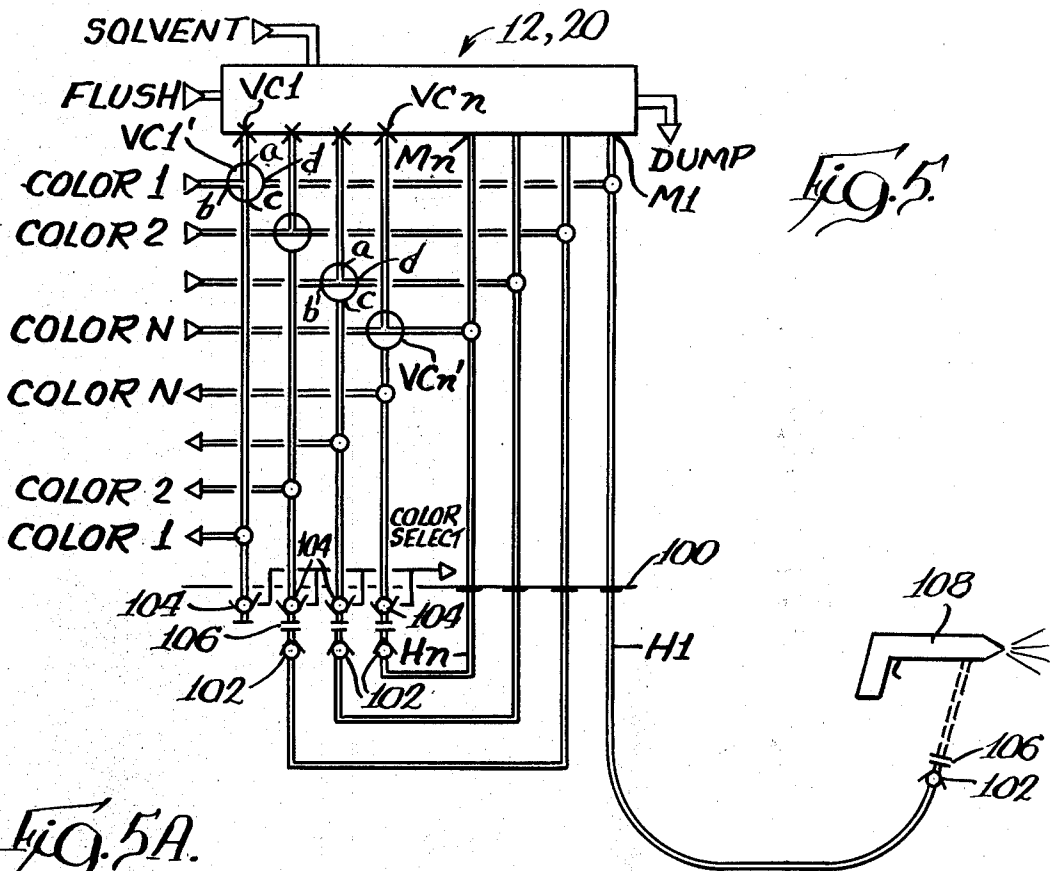 SOLVENT
12,20
FLUSH
VC1
VCn
DUMP
VC1'
a
d
Mn
M1
Fig. 5.
COLOR 1
b
c
COLOR 2
a
d
b
c
COLOR N
VCn'
COLOR N
COLOR 2
COLOR
SELECT
COLOR 1
104
100
104
104
108
106
Hn
H1
102
102
106
102
Fig. 5A.